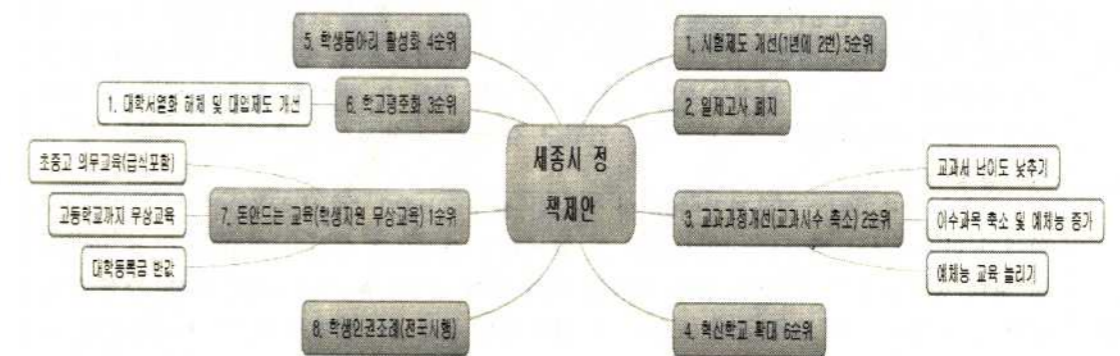 세종시 정
책제안
1. 시험제도 개선(1년에 2번) 5순위
2. 일제고사 폐지
3. 교과과정개선(교과시수 축소) 2순위
교과서 난이도 낮추기
이수과목 축소 및 예체능 증가
예체능 교육 늘리기
4. 혁신학교 확대 6순위
5. 학생동아리 활성화 4순위
6. 학교평준화 3순위
1. 대학서열화 해체 및 대입제도 개선
7. 돈안드는 교육(학생지원 무상교육) 1순위
초중고 의무교육(급식포함)
고등학교까지 무상교육
대학등록금 반값
8. 학생인권조례(전국시행)